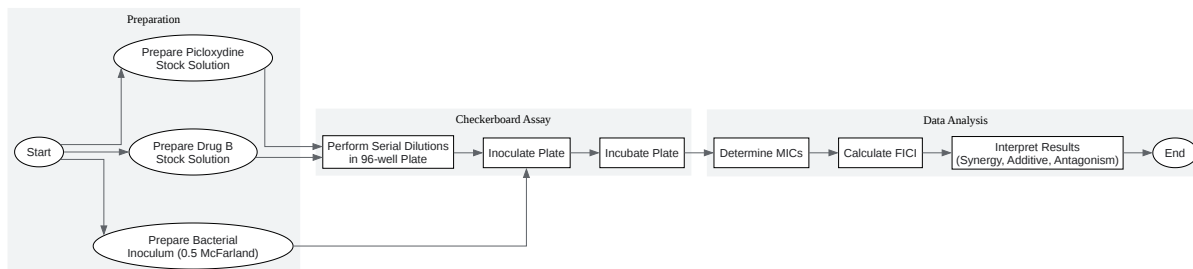 Preparation
Prepare Picloxydine
Stock Solution
Start
Prepare Drug B
Stock Solution
Prepare Bacterial
Inoculum (0.5 McFarland)
Checkerboard Assay
Perform Serial Dilutions
in 96-well Plate
Inoculate Plate
Incubate Plate
Data Analysis
Determine MICs
Calculate FICI
Interpret Results
(Synergy, Additive, Antagonism)
End